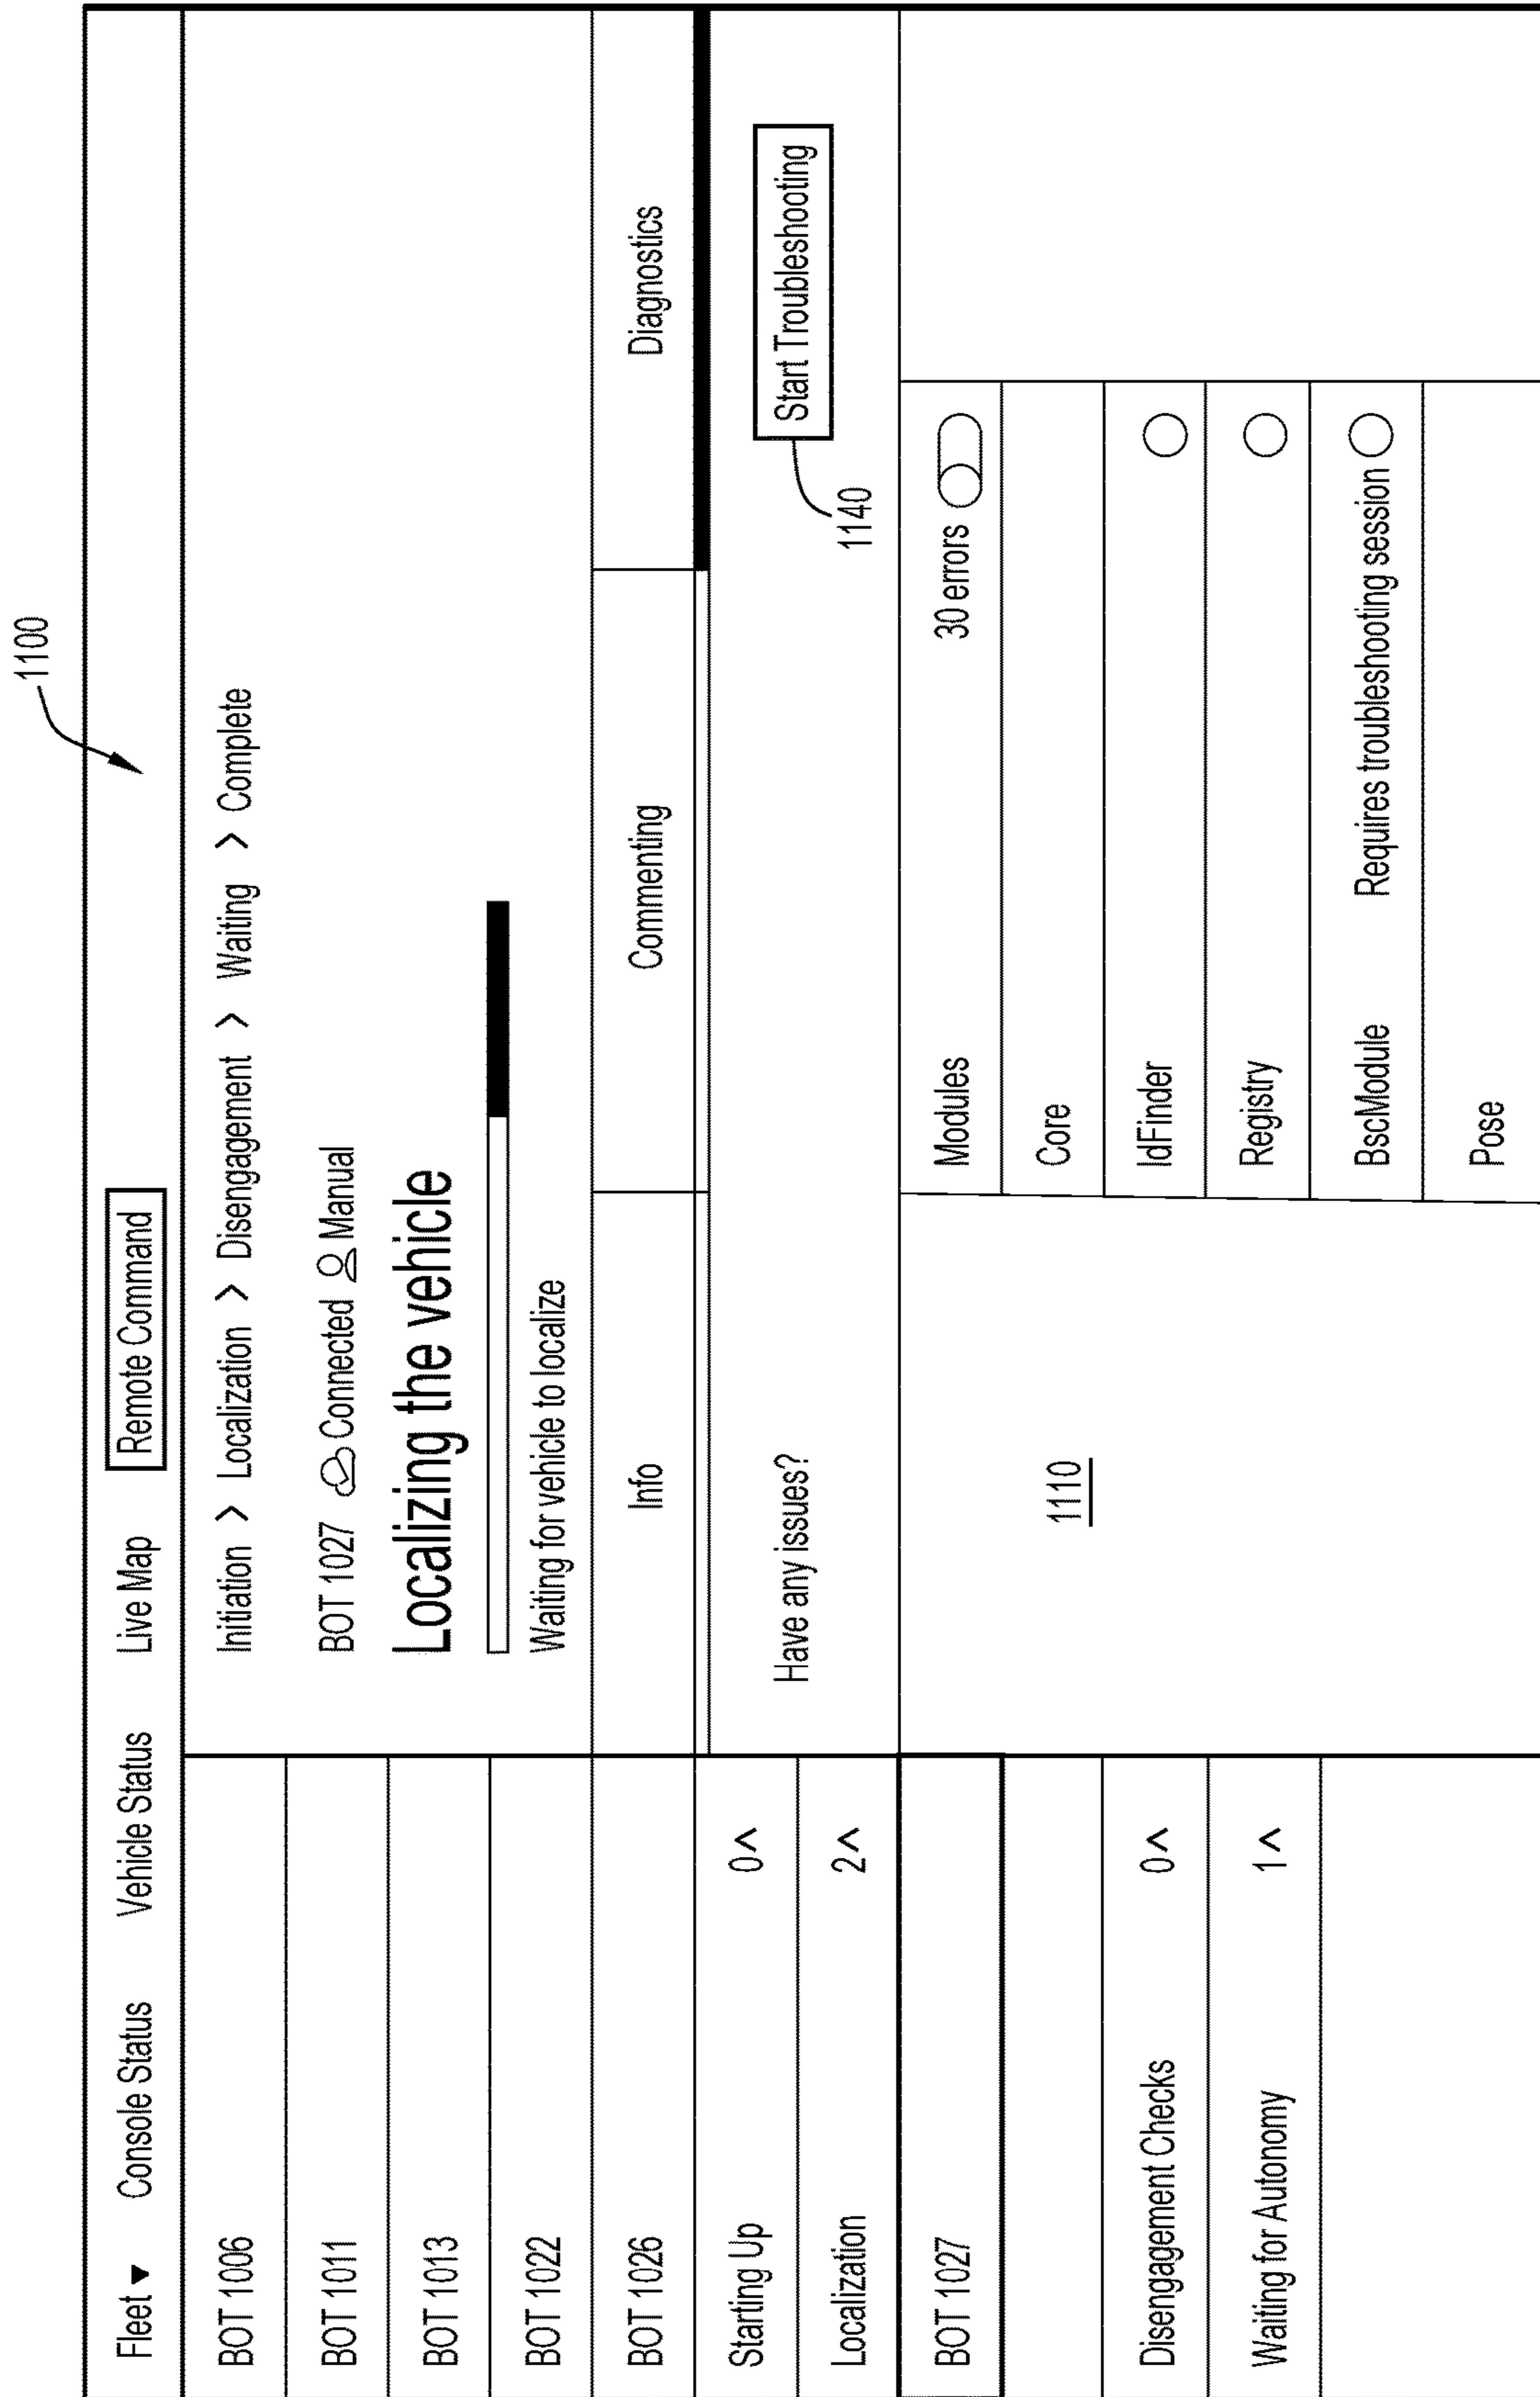 1100
Fleet ▼ Console Status Vehicle Status Live Map Remote Command
BOT 1006
BOT 1011
BOT 1013
BOT 1022
BOT 1026
Starting Up 0 ^
Localization 2 ^
BOT 1027
Disengagement Checks 0 ^
Waiting for Autonomy 1 ^
Initiation > Localization > Disengagement > Waiting > Complete
BOT 1027 Connected Manual
Localizing the vehicle
Waiting for vehicle to localize
Info Commenting Diagnostics
Have any issues? Start Troubleshooting
1140
1110
Modules 30 errors
Core
IdFinder
Registry
BscModule Requires troubleshooting session
Pose